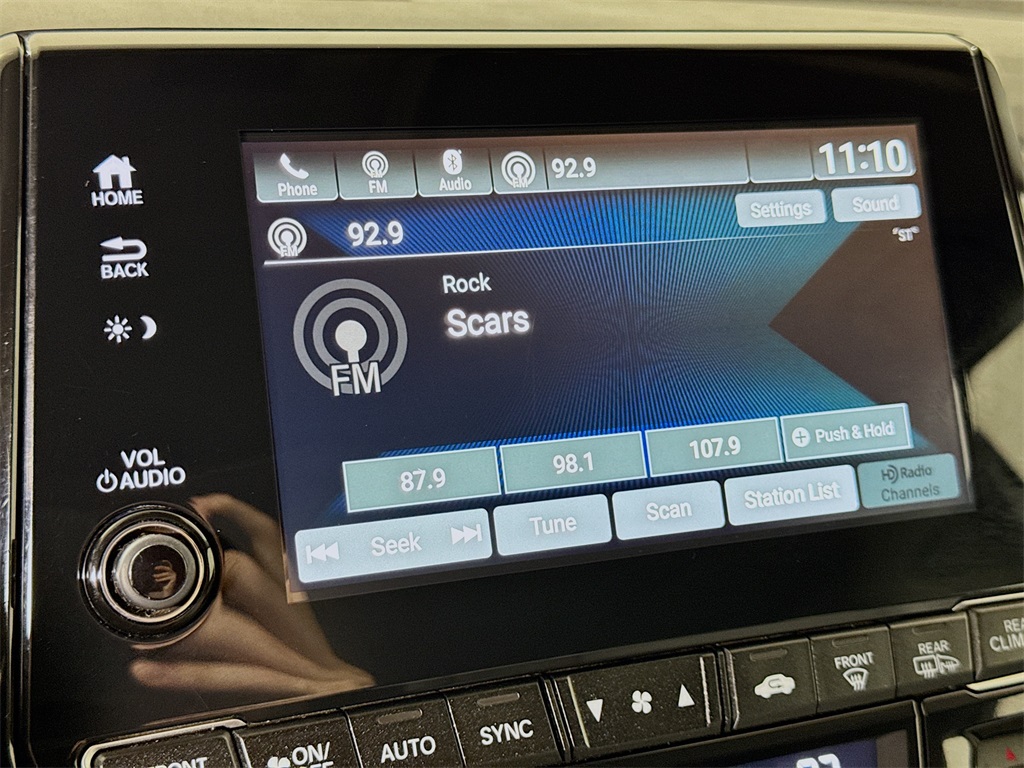 Phone
FM
Audio
FM
92.9
11:10
HOME
FM
92.9
Settings
Sound
"ST"
BACK
Rock
Scars
FM
VOL
AUDIO
87.9
98.1
107.9
Push & Hold
Seek
Tune
Scan
Station List
HD Radio
Channels
FRONT
ON/
AUTO
SYNC
FRONT
REAR